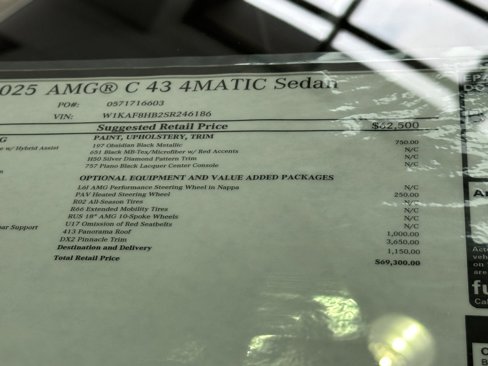 2025 AMG® C 43 4MATIC Sedan
PO#: 0571716603
VIN: W1KAF8HB2SR246186
Suggested Retail Price $62,500
PAINT, UPHOLSTERY, TRIM
197 Obsidian Black Metallic 750.00
651 Black MB-Tex/Microfiber w/ Red Accents N/C
H50 Silver Diamond Pattern Trim N/C
757 Piano Black Lacquer Center Console N/C
w/ Hybrid Assist
OPTIONAL EQUIPMENT AND VALUE ADDED PACKAGES
L6J AMG Performance Steering Wheel in Nappa N/C
PAV Heated Steering Wheel 250.00
R02 All-Season Tires N/C
R66 Extended Mobility Tires N/C
RUS 19" AMG 10-Spoke Wheels N/C
U17 Omission of Red Seatbelts N/C
413 Panorama Roof 1,000.00
DX2 Pinnacle Trim 3,650.00
Destination and Delivery 1,150.00
Total Retail Price $69,300.00
Support